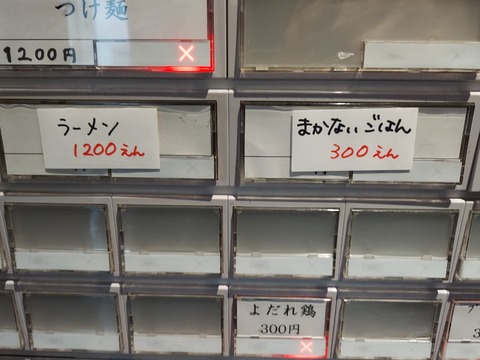 つけ麺
1200円
×
ラーメン
1200えん
まかないごはん
300えん
よだれ鶏
300円
×